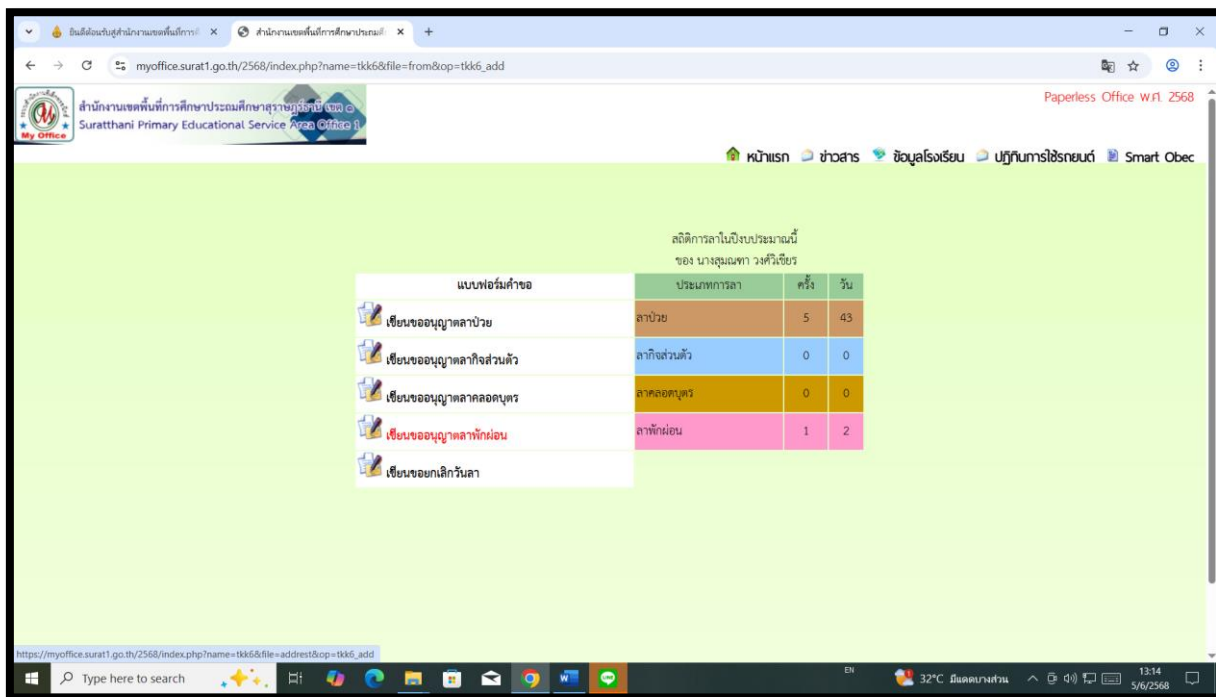 ยินดีต้อนรับสู่สำนักงานเขตพื้นที่การศึ
สำนักงานเขตพื้นที่การศึกษาประถมศึ
myoffice.surat1.go.th/2568/index.php?name=tkk6&file=from&op=tkk6_add
My Office
สำนักงานเขตพื้นที่การศึกษาประถมศึกษาสุราษฎร์ธานี เขต ๑
Suratthani Primary Educational Service Area Office 1
Paperless Office พ.ศ. 2568
หน้าแรก ข่าวสาร ข้อมูลโรงเรียน ปฏิทินการใช้รถยนต์ Smart Obec
สถิติการลาในปีงบประมาณนี้
ของ นางสุมณฑา วงศ์วิเชียร
แบบฟอร์มคำขอ ประเภทการลา ครั้ง วัน
เขียนขออนุญาตลาป่วย ลาป่วย 5 43
เขียนขออนุญาตลากิจส่วนตัว ลากิจส่วนตัว 0 0
เขียนขออนุญาตลาคลอดบุตร ลาคลอดบุตร 0 0
เขียนขออนุญาตลาพักผ่อน ลาพักผ่อน 1 2
เขียนขอยกเลิกวันลา
https://myoffice.surat1.go.th/2568/index.php?name=tkk6&file=addrest&op=tkk6_add
Type here to search EN 32°C มีแดดบางส่วน 13:14
5/6/2568